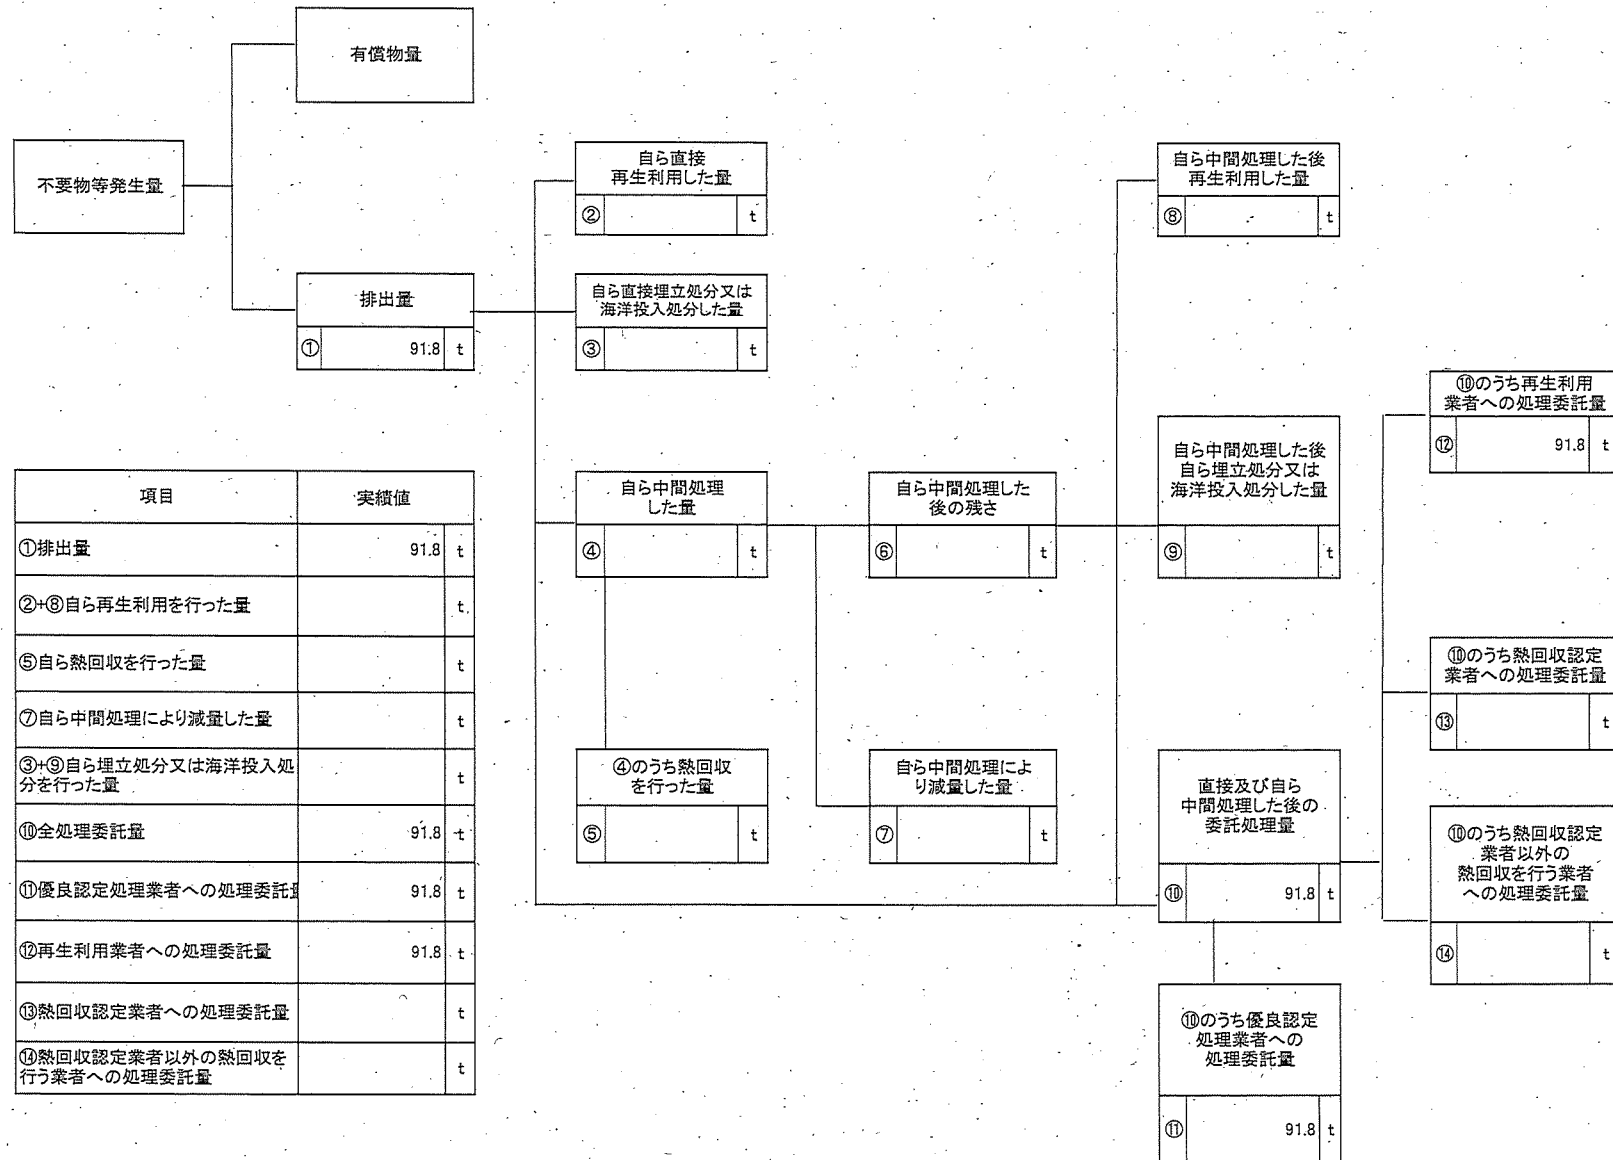 有償物量
不要物等発生量
排出量
① 91.8 t
自ら直接
再生利用した量
② t
自ら直接埋立処分又は
海洋投入処分した量
③ t
自ら中間処理
した量
④ t
④のうち熱回収
を行った量
⑤ t
自ら中間処理した
後の残さ
⑥ t
自ら中間処理によ
り減量した量
⑦ t
自ら中間処理した後
再生利用した量
⑧ t
自ら中間処理した後
自ら埋立処分又は
海洋投入処分した量
⑨ t
直接及び自ら
中間処理した後の
委託処理量
⑩ 91.8 t
⑩のうち優良認定
処理業者への
処理委託量
⑪ 91.8 t
⑩のうち再生利用
業者への処理委託量
⑫ 91.8 t
⑩のうち熱回収認定
業者への処理委託量
⑬ t
⑩のうち熱回収認定
業者以外の
熱回収を行う業者
への処理委託量
⑭ t
項目 実績値
①排出量 91.8 t
②+⑧自ら再生利用を行った量 t
⑤自ら熱回収を行った量 t
⑦自ら中間処理により減量した量 t
③+⑨自ら埋立処分又は海洋投入処
分を行った量 t
⑩全処理委託量 91.8 t
⑪優良認定処理業者への処理委託量 91.8 t
⑫再生利用業者への処理委託量 91.8 t
⑬熱回収認定業者への処理委託量 t
⑭熱回収認定業者以外の熱回収を
行う業者への処理委託量 t